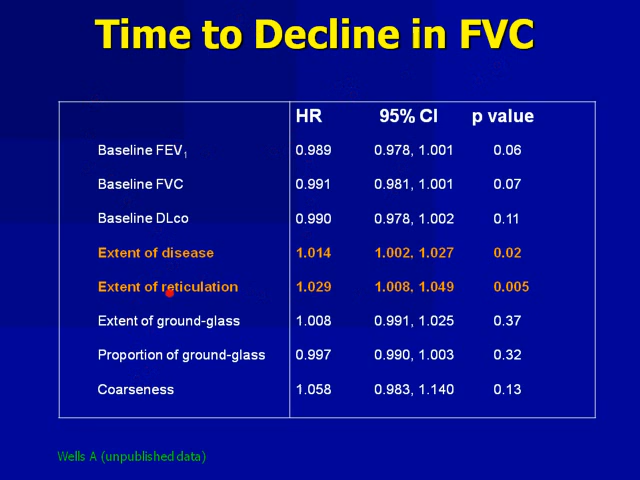 Time to Decline in FVC
HR 95% CI p value
Baseline FEV1 0.989 0.978, 1.001 0.06
Baseline FVC 0.991 0.981, 1.001 0.07
Baseline DLco 0.990 0.978, 1.002 0.11
Extent of disease 1.014 1.002, 1.027 0.02
Extent of reticulation 1.029 1.008, 1.049 0.005
Extent of ground-glass 1.008 0.991, 1.025 0.37
Proportion of ground-glass 0.997 0.990, 1.003 0.32
Coarseness 1.058 0.983, 1.140 0.13
Wells A (unpublished data)